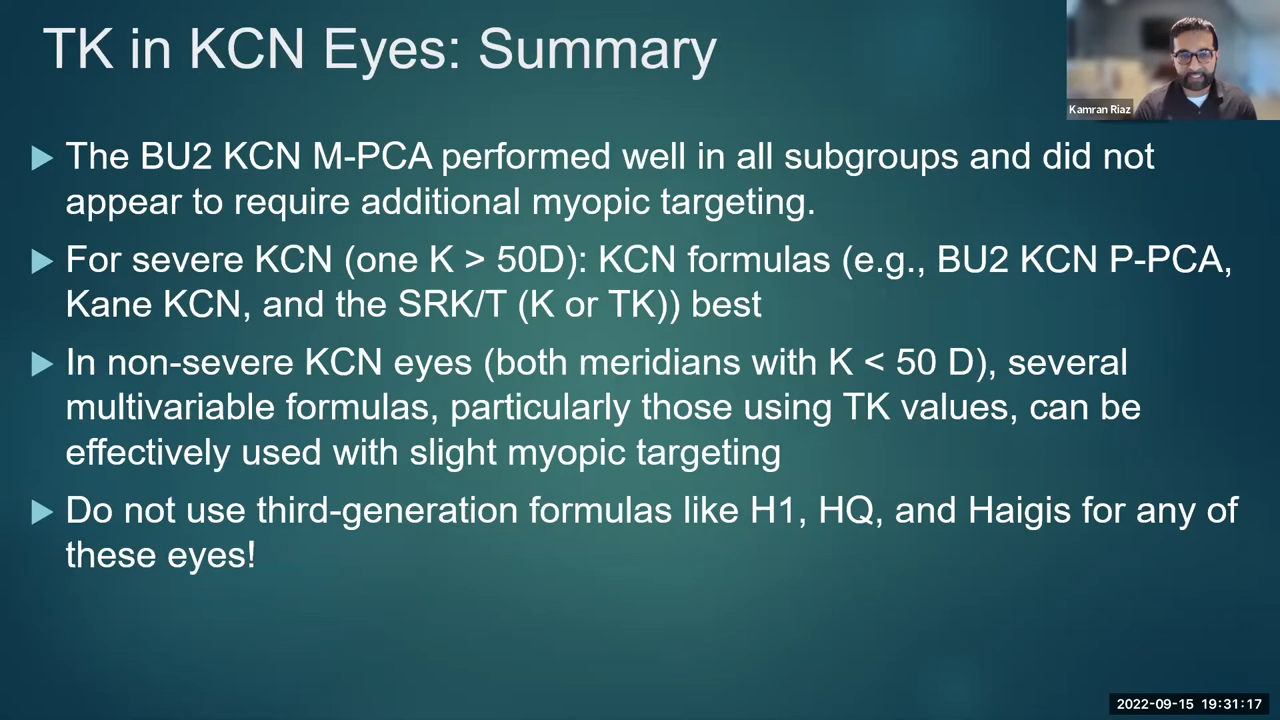 TK in KCN Eyes: Summary
Kamran Riaz
The BU2 KCN M-PCA performed well in all subgroups and did not
appear to require additional myopic targeting.
For severe KCN (one K > 50D): KCN formulas (e.g., BU2 KCN P-PCA,
Kane KCN, and the SRK/T (K or TK)) best
In non-severe KCN eyes (both meridians with K < 50 D), several
multivariable formulas, particularly those using TK values, can be
effectively used with slight myopic targeting
Do not use third-generation formulas like H1, HQ, and Haigis for any of
these eyes!
2022-09-15 19:31:17